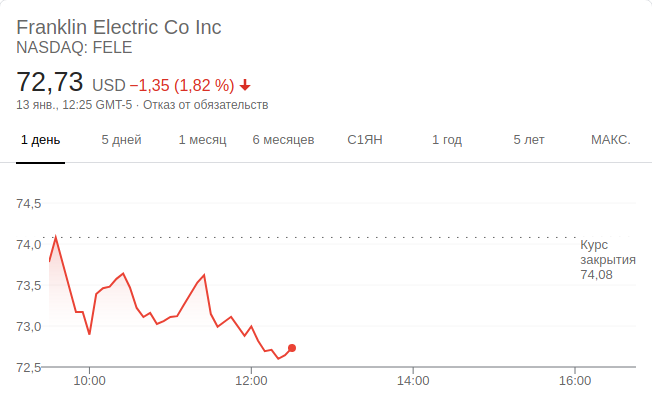 Franklin Electric Co Inc
NASDAQ: FELE
72,73 USD −1,35 (1,82 %)
13 янв., 12:25 GMT-5 · Отказ от обязательств
1 день 5 дней 1 месяц 6 месяцев С1ЯН 1 год 5 лет МАКС.
74,5
74,0
73,5
73,0
72,5
Курс
закрытия
74,08
10:00 12:00 14:00 16:00